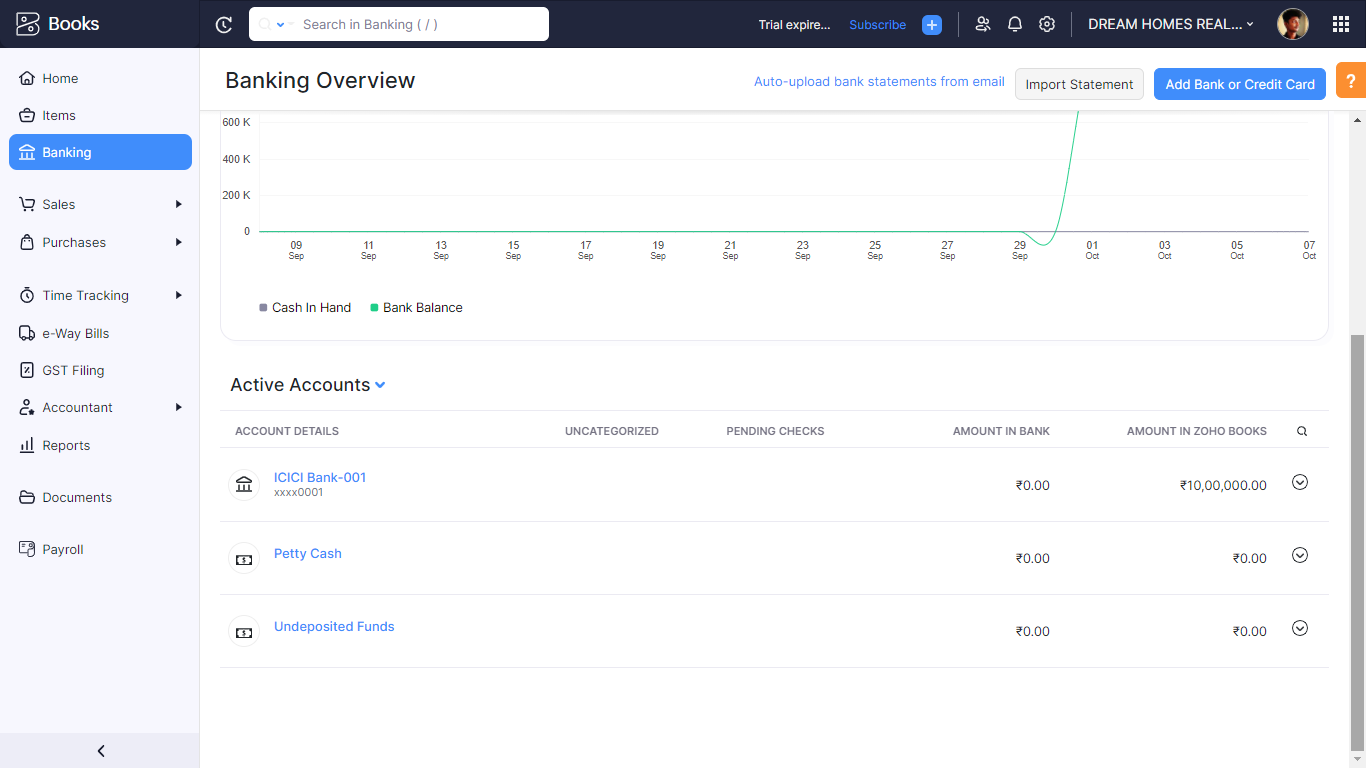 Books
Search in Banking ( / )
Trial expire...
Subscribe
DREAM HOMES REAL...
Home
Items
Banking
Sales
Purchases
Time Tracking
e-Way Bills
GST Filing
Accountant
Reports
Documents
Payroll
Banking Overview
Auto-upload bank statements from email
Import Statement
Add Bank or Credit Card
?
600 K
400 K
200 K
0
09 11 13 15 17 19 21 23 25 27 29 01 03 05 07
Sep Sep Sep Sep Sep Sep Sep Sep Sep Sep Sep Oct Oct Oct Oct
Cash In Hand Bank Balance
Active Accounts
ACCOUNT DETAILS UNCATEGORIZED PENDING CHECKS AMOUNT IN BANK AMOUNT IN ZOHO BOOKS
ICICI Bank-001
xxxx0001
₹0.00 ₹10,00,000.00
Petty Cash
₹0.00 ₹0.00
Undeposited Funds
₹0.00 ₹0.00